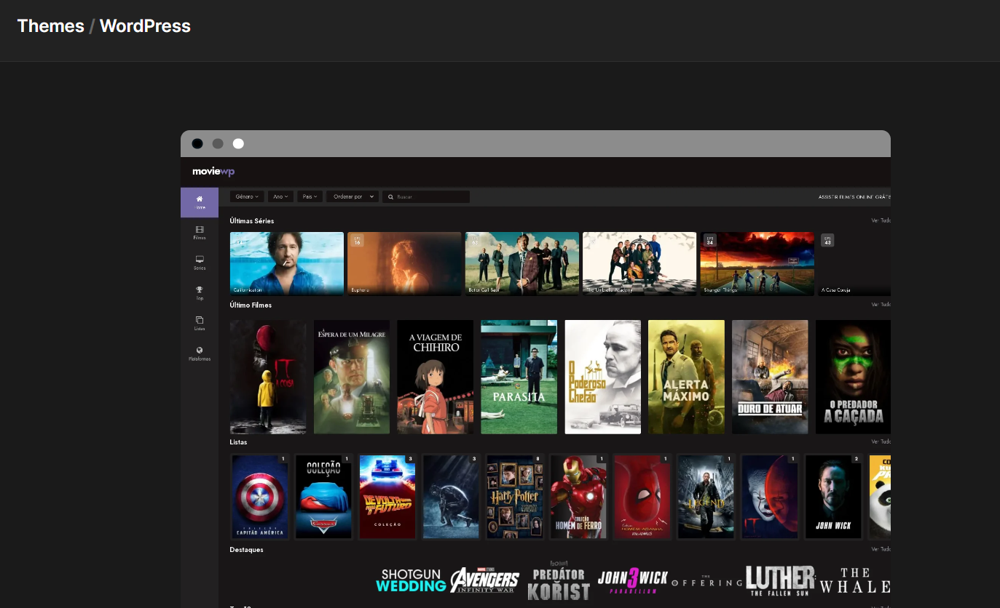 Themes / WordPress
moviewp
Home
Filmes
Séries
Top
Listas
Plataformas
Gênero
Ano
Pais
Ordenar por
Buscar
ASSISTIR FILMES ONLINE GRÁTIS
Últimas Séries
Ver Tudo
Californication
EPS
16
Euphoria
EPS
63
Better Call Saul
The Umbrella Academy
EPS
34
Stranger Things
EPS
43
A Casa Coruja
Último Filmes
Ver Tudo
IT
A COISA
À ESPERA DE UM MILAGRE
A VIAGEM DE
CHIHIRO
PARASITA
O
Poderoso
Chefão
ALERTA
MÁXIMO
DURO DE ATUAR
O PREDADOR
A CAÇADA
Listas
Ver Tudo
1
COLEÇÃO
CAPITÃO AMÉRICA
1
COLEÇÃO
Carros
3
DE VOLTA
PARA O
FUTURO
COLEÇÃO
3
8
Harry Potter
1
COLEÇÃO
HOMEM DE FERRO
1
HOMEM-ARANHA
1
LEGEND
1
IT
2
JOHN WICK
Destaques
Ver Tudo
SHOTGUN
WEDDING
MARVEL STUDIOS
AVENGERS
INFINITY WAR
PREDÁTOR
KOŘIST
JOHN 3 WICK
PARABELLUM
THE
OFFERING
LUTHER:
THE FALLEN SUN
THE
WHALE